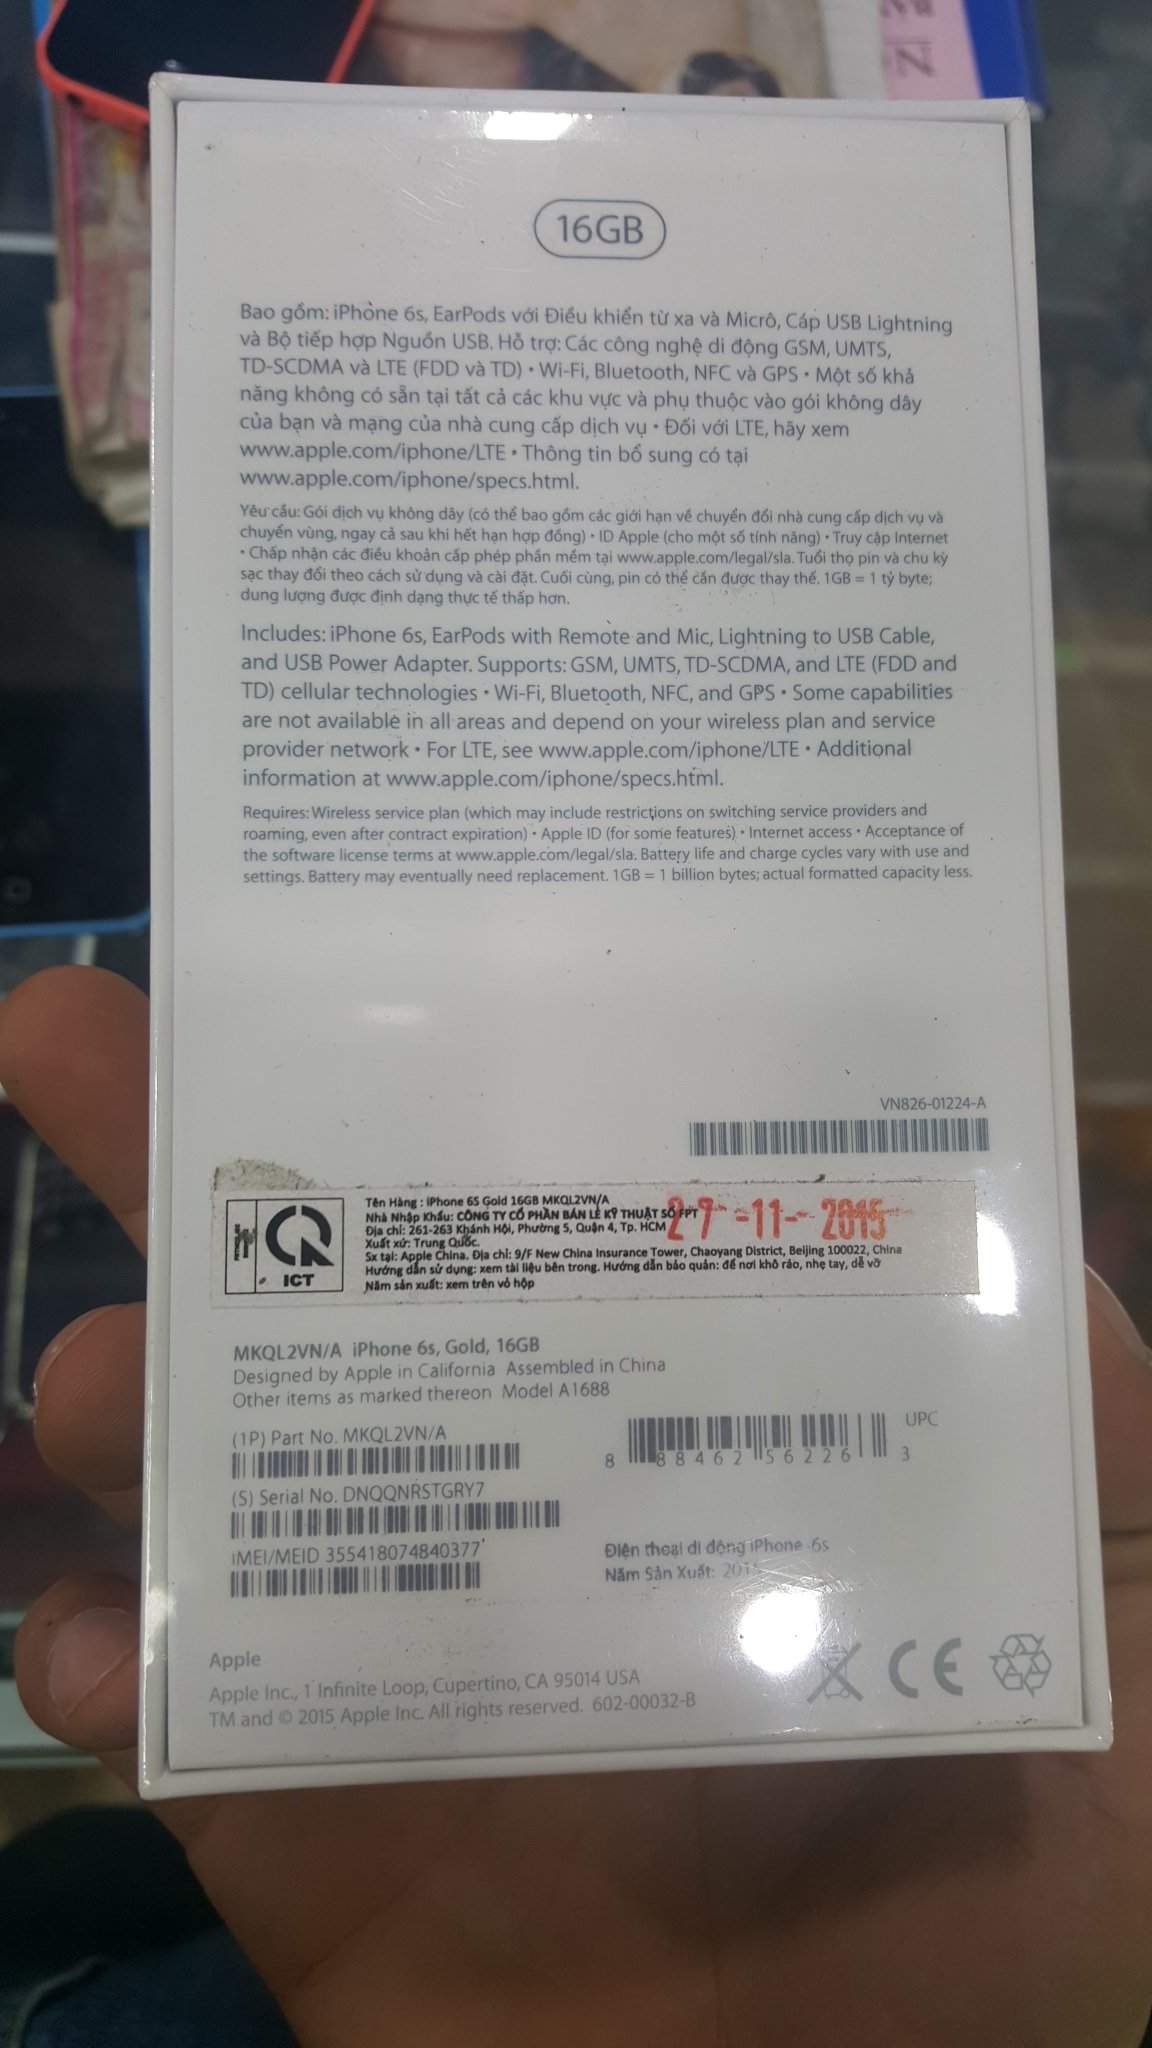 16GB
Bao gồm: iPhone 6s, EarPods với Điều khiển từ xa và Micrô, Cáp USB Lightning
và Bộ tiếp hợp Nguồn USB. Hỗ trợ: Các công nghệ di động GSM, UMTS,
TD-SCDMA và LTE (FDD và TD) • Wi-Fi, Bluetooth, NFC và GPS • Một số khả
năng không có sẵn tại tất cả các khu vực và phụ thuộc vào gói không dây
của bạn và mạng của nhà cung cấp dịch vụ • Đối với LTE, hãy xem
www.apple.com/iphone/LTE • Thông tin bổ sung có tại
www.apple.com/iphone/specs.html.
Yêu cầu: Gói dịch vụ không dây (có thể bao gồm các giới hạn về chuyển đổi nhà cung cấp dịch vụ và
chuyển vùng, ngay cả sau khi hết hạn hợp đồng) • ID Apple (cho một số tính năng) • Truy cập Internet
• Chấp nhận các điều khoản cấp phép phần mềm tại www.apple.com/legal/sla. Tuổi thọ pin và chu kỳ
sạc thay đổi theo cách sử dụng và cài đặt. Cuối cùng, pin có thể cần được thay thế. 1GB = 1 tỷ byte;
dung lượng được định dạng thực tế thấp hơn.
Includes: iPhone 6s, EarPods with Remote and Mic, Lightning to USB Cable,
and USB Power Adapter. Supports: GSM, UMTS, TD-SCDMA, and LTE (FDD and
TD) cellular technologies • Wi-Fi, Bluetooth, NFC, and GPS • Some capabilities
are not available in all areas and depend on your wireless plan and service
provider network • For LTE, see www.apple.com/iphone/LTE • Additional
information at www.apple.com/iphone/specs.html.
Requires: Wireless service plan (which may include restrictions on switching service providers and
roaming, even after contract expiration) • Apple ID (for some features) • Internet access • Acceptance of
the software license terms at www.apple.com/legal/sla. Battery life and charge cycles vary with use and
settings. Battery may eventually need replacement. 1GB = 1 billion bytes; actual formatted capacity less.
VN826-01224-A
ICT
Tên Hàng : iPhone 6S Gold 16GB MKQL2VN/A
Nhà Nhập Khẩu: CÔNG TY CỔ PHẦN BÁN LẺ KỸ THUẬT SỐ FPT
Địa chỉ: 261-263 Khánh Hội, Phường 5, Quận 4, Tp. HCM
27-11-2015
Xuất xứ: Trung Quốc.
Sx tại: Apple China. Địa chỉ: 9/F New China Insurance Tower, Chaoyang District, Beijing 100022, China
Hướng dẫn sử dụng: xem tài liệu bên trong. Hướng dẫn bảo quản: để nơi khô ráo, nhẹ tay, dễ vỡ
Năm sản xuất: xem trên vỏ hộp
MKQL2VN/A iPhone 6s, Gold, 16GB
Designed by Apple in California Assembled in China
Other items as marked thereon Model A1688
(1P) Part No. MKQL2VN/A
UPC
8 88462 56226 3
(S) Serial No. DNQQNRSTGRY7
IMEI/MEID 355418074840377
Điện thoại di động iPhone 6s
Năm Sản Xuất:
Apple
Apple Inc., 1 Infinite Loop, Cupertino, CA 95014 USA
TM and © 2015 Apple Inc. All rights reserved. 602-00032-B
CE